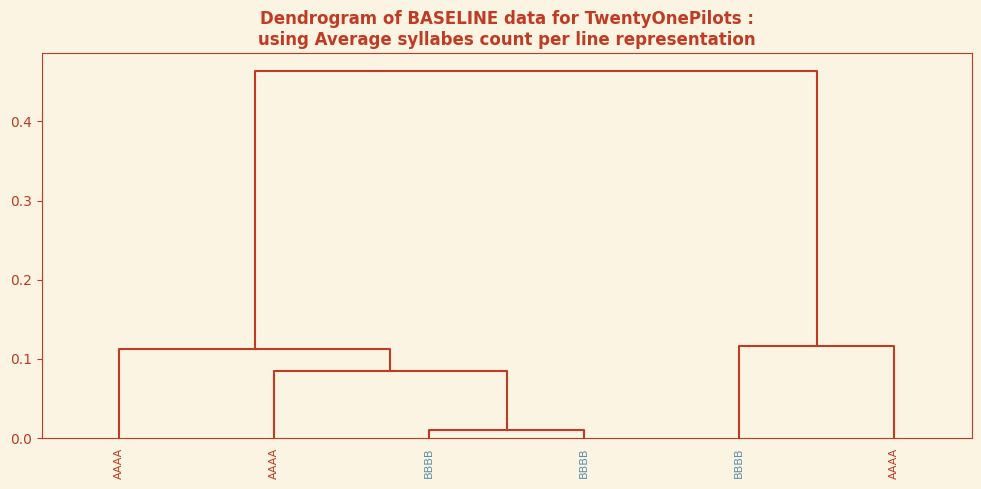 Dendrogram of BASELINE data for TwentyOnePilots :
using Average syllabes count per line representation
0.4
0.3
0.2
0.1
0.0
AAAA
AAAA
BBBB
BBBB
BBBB
AAAA